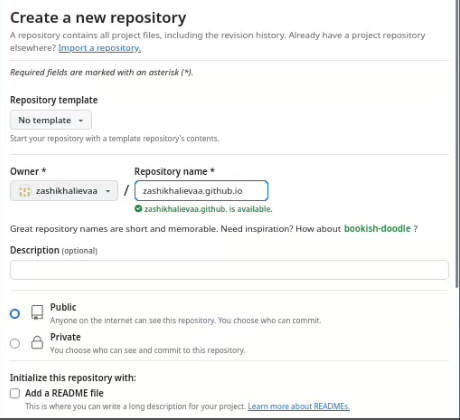 Create a new repository
A repository contains all project files, including the revision history. Already have a project repository
elsewhere? Import a repository.
Required fields are marked with an asterisk (*).
Repository template
No template
Start your repository with a template repository's contents.
Owner * Repository name *
zashikhalievaa / zashikhalievaa.github.io
zashikhalievaa.github. is available.
Great repository names are short and memorable. Need inspiration? How about bookish-doodle ?
Description (optional)
Public
Anyone on the internet can see this repository. You choose who can commit.
Private
You choose who can see and commit to this repository.
Initialize this repository with:
Add a README file
This is where you can write a long description for your project. Learn more about READMEs.